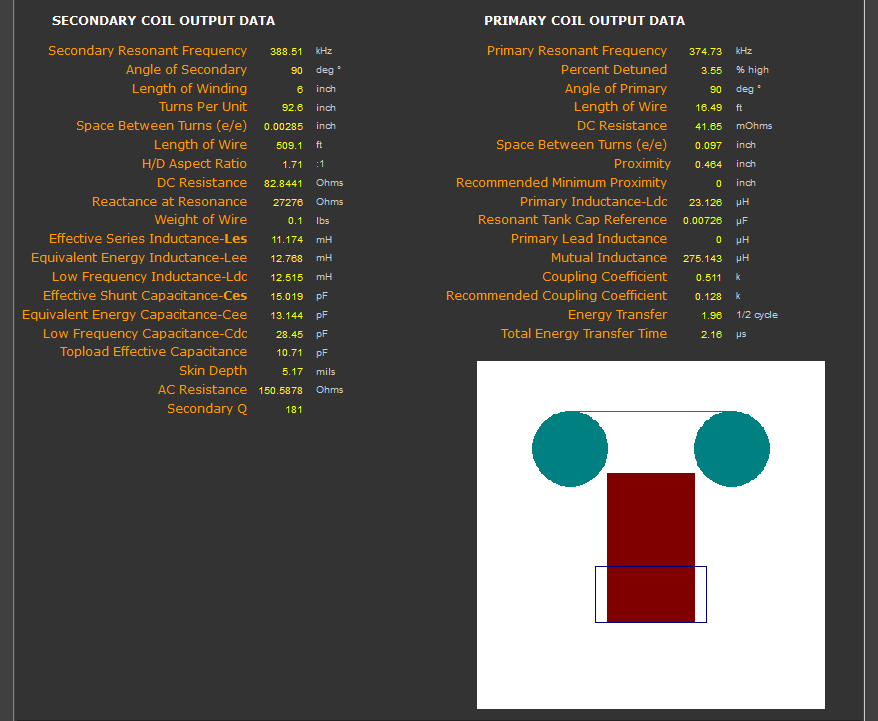 SECONDARY COIL OUTPUT DATA
Secondary Resonant Frequency 388.51 kHz
Angle of Secondary 90 deg °
Length of Winding 6 inch
Turns Per Unit 92.6 inch
Space Between Turns (e/e) 0.00285 inch
Length of Wire 509.1 ft
H/D Aspect Ratio 1.71 :1
DC Resistance 82.8441 Ohms
Reactance at Resonance 27276 Ohms
Weight of Wire 0.1 lbs
Effective Series Inductance-Les 11.174 mH
Equivalent Energy Inductance-Lee 12.768 mH
Low Frequency Inductance-Ldc 12.515 mH
Effective Shunt Capacitance-Ces 15.019 pF
Equivalent Energy Capacitance-Cee 13.144 pF
Low Frequency Capacitance-Cdc 28.45 pF
Topload Effective Capacitance 10.71 pF
Skin Depth 5.17 mils
AC Resistance 150.5878 Ohms
Secondary Q 181
PRIMARY COIL OUTPUT DATA
Primary Resonant Frequency 374.73 kHz
Percent Detuned 3.55 % high
Angle of Primary 90 deg °
Length of Wire 16.49 ft
DC Resistance 41.65 mOhms
Space Between Turns (e/e) 0.097 inch
Proximity 0.464 inch
Recommended Minimum Proximity 0 inch
Primary Inductance-Ldc 23.126 µH
Resonant Tank Cap Reference 0.00726 µF
Primary Lead Inductance 0 µH
Mutual Inductance 275.143 µH
Coupling Coefficient 0.511 k
Recommended Coupling Coefficient 0.128 k
Energy Transfer 1.96 1/2 cycle
Total Energy Transfer Time 2.16 µs